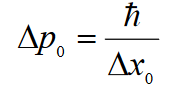 Δp₀ = ħ / Δx₀